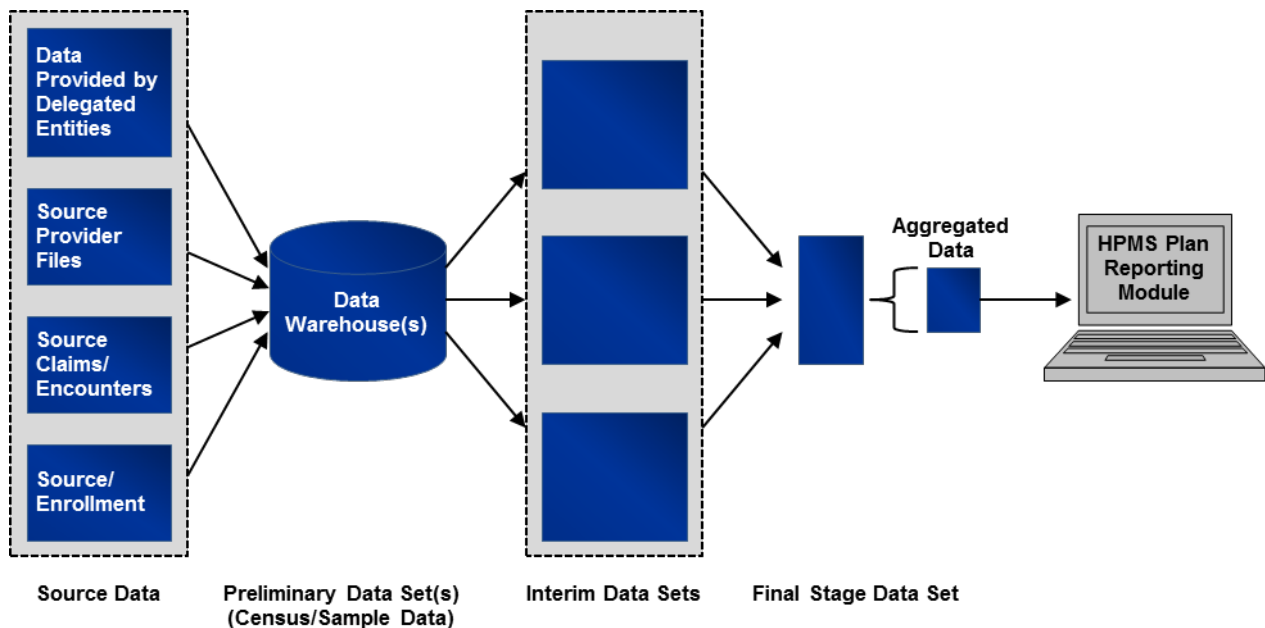 Data
Provided by
Delegated
Entities
Source
Provider
Files
Source
Claims/
Encounters
Source/
Enrollment
Data
Warehouse(s)
Aggregated
Data
HPMS Plan
Reporting
Module
Source Data
Preliminary Data Set(s)
(Census/Sample Data)
Interim Data Sets
Final Stage Data Set